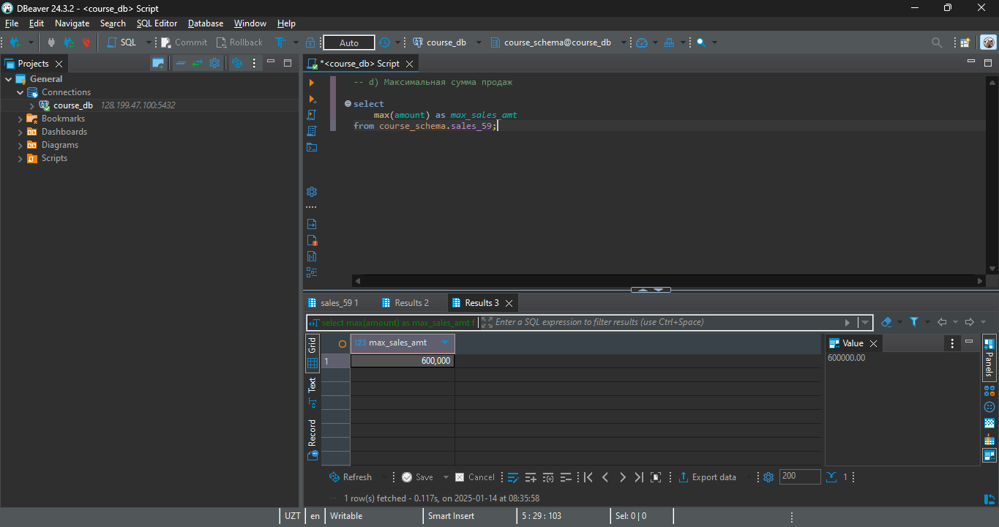 DBeaver 24.3.2 - <course_db> Script
File Edit Navigate Search SQL Editor Database Window Help
SQL Commit Rollback Auto course_db course_schema@course_db
Projects
General
Connections
course_db 128.199.47.100:5432
Bookmarks
Dashboards
Diagrams
Scripts
*<course_db> Script
-- d) Максимальная сумма продаж
select
max(amount) as max_sales_amt
from course_schema.sales_59;
sales_59 1 Results 2 Results 3
select max(amount) as max_sales_amt f Enter a SQL expression to filter results (use Ctrl+Space)
Grid
Text
Record
123 max_sales_amt
1 600,000
Value
600000.00
Panels
Refresh Save Cancel Export data 200 1
1 row(s) fetched - 0.117s, on 2025-01-14 at 08:35:58
UZT en Writable Smart Insert 5 : 29 : 103 Sel: 0 | 0